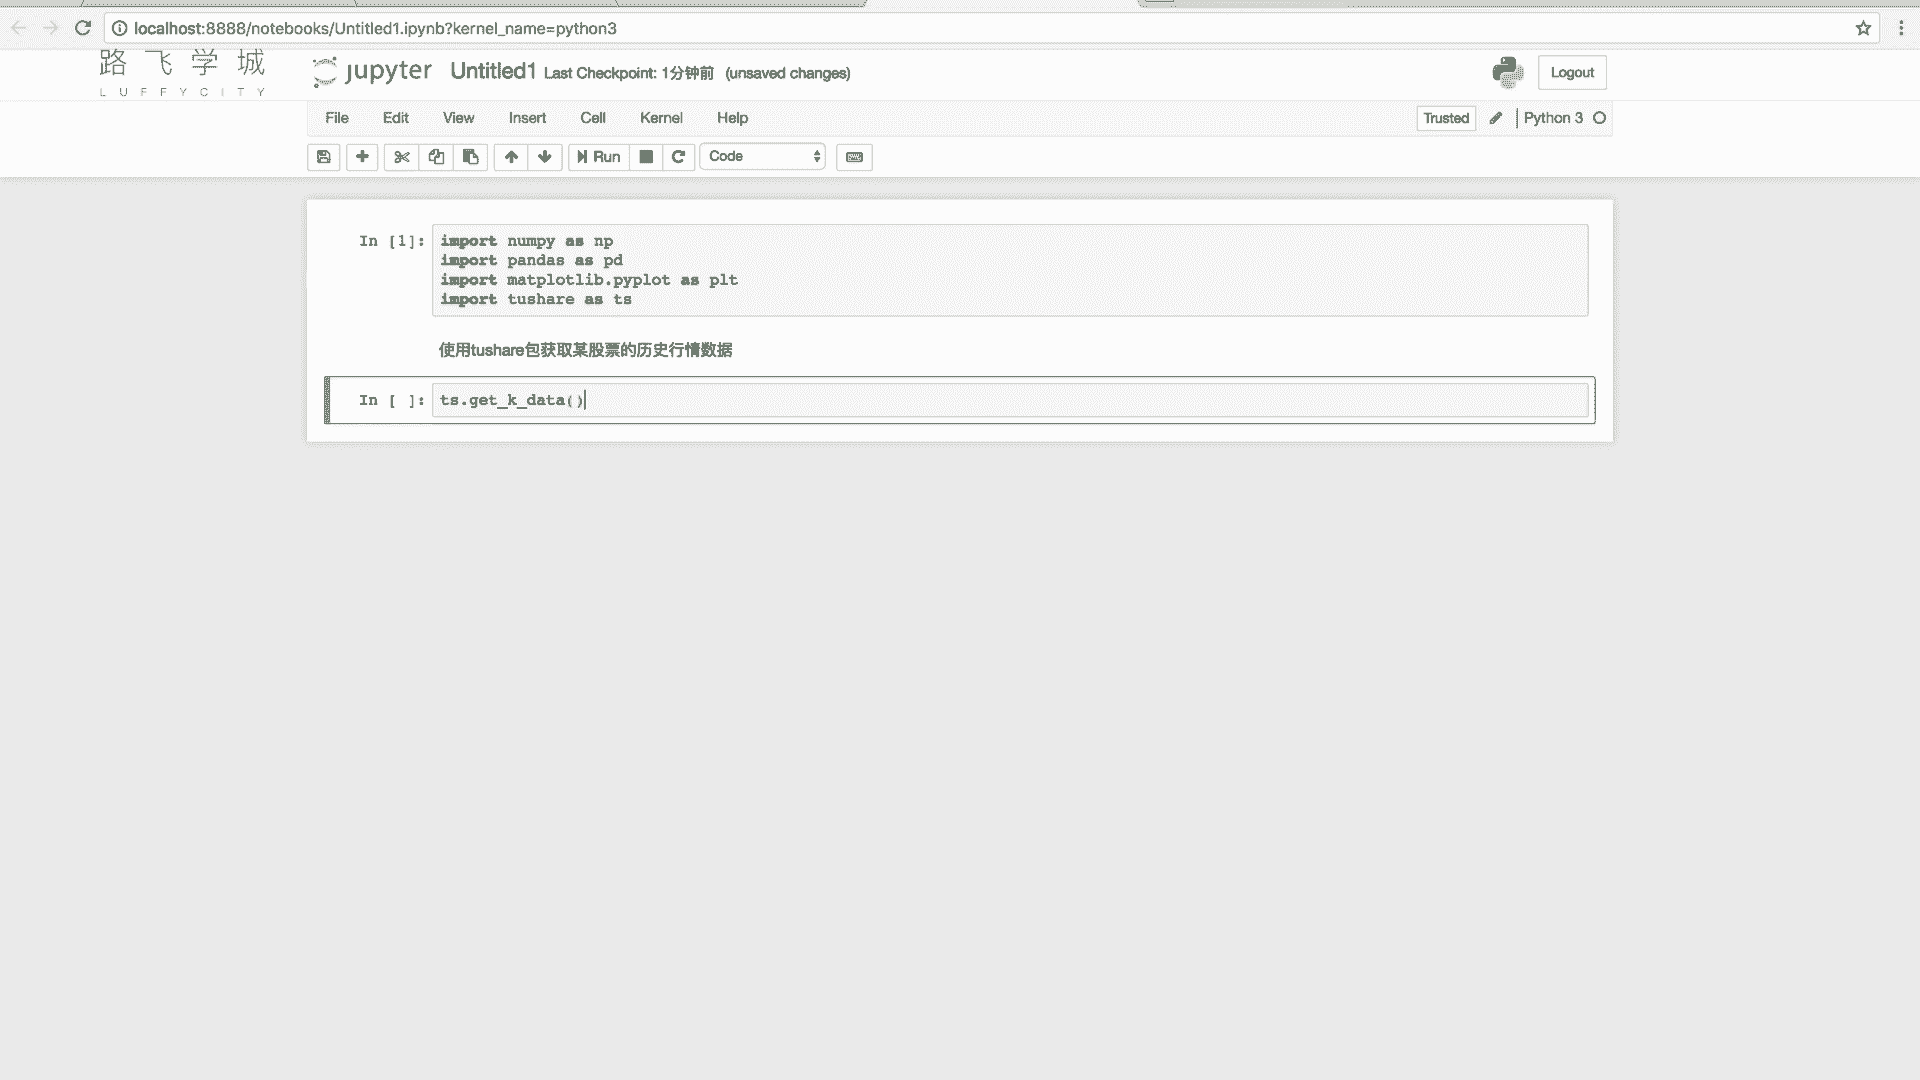 localhost:8888/notebooks/Untitled1.ipynb?kernel_name=python3
路飞学城
LUFFYCITY
jupyter Untitled1 Last Checkpoint: 1分钟前 (unsaved changes)
Logout
File Edit View Insert Cell Kernel Help
Trusted Python 3
Run Code
In [1]: import numpy as np
import pandas as pd
import matplotlib.pyplot as plt
import tushare as ts
使用tushare包获取某股票的历史行情数据
In [ ]: ts.get_k_data()